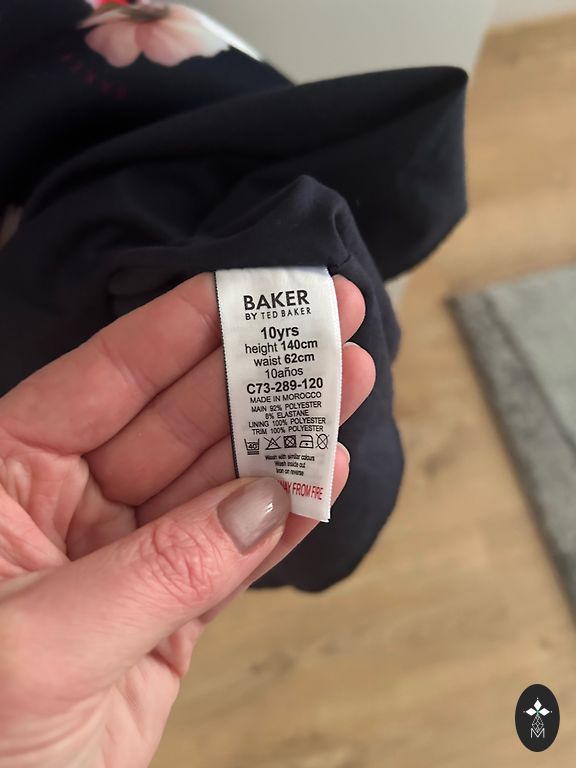 BAKER
BAKER
BY TED BAKER
10yrs
height 140cm
waist 62cm
10años
C73-289-120
MADE IN MOROCCO
MAIN 92% POLYESTER
8% ELASTANE
LINING 100% POLYESTER
TRIM 100% POLYESTER
40°
Wash with similar colours
Wash inside out
Iron on reverse
AWAY FROM FIRE
M